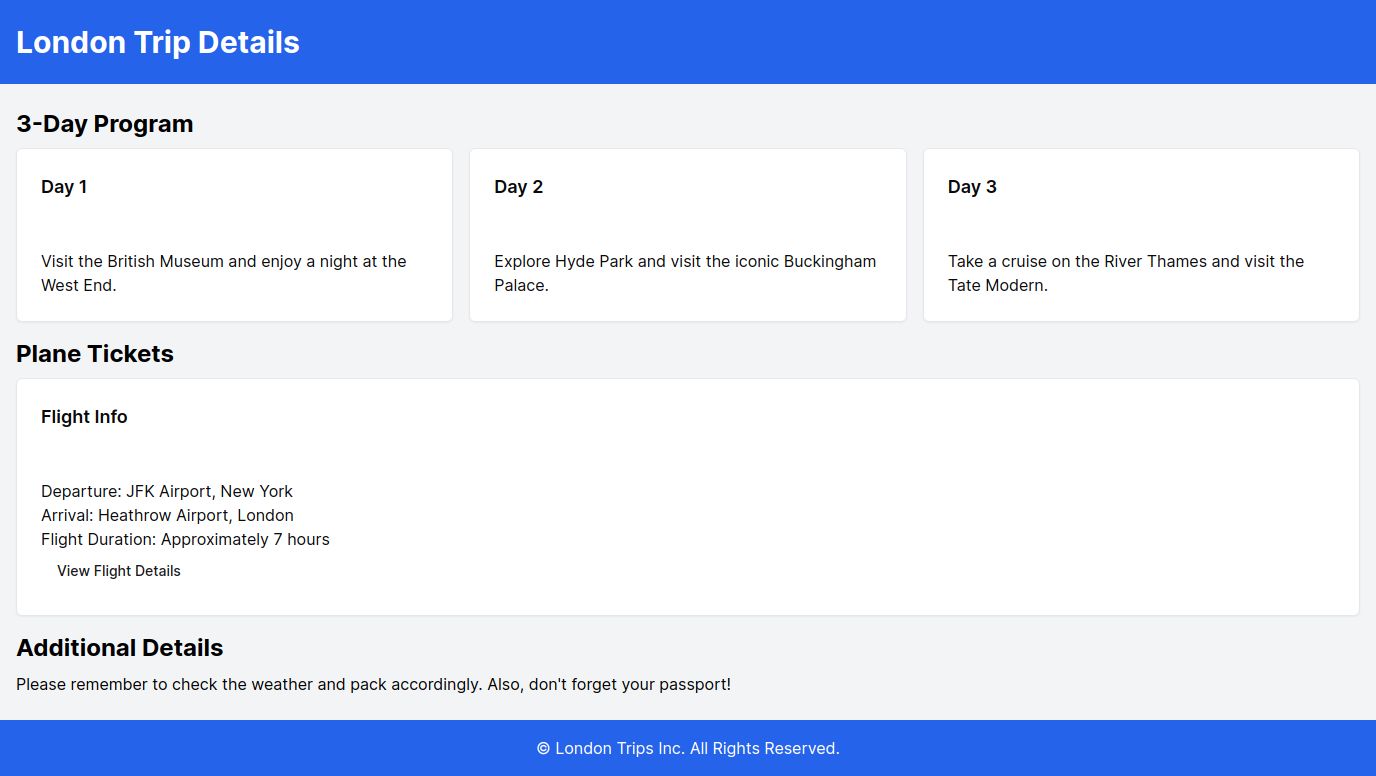 London Trip Details
3-Day Program
Day 1
Visit the British Museum and enjoy a night at the
West End.
Day 2
Explore Hyde Park and visit the iconic Buckingham
Palace.
Day 3
Take a cruise on the River Thames and visit the
Tate Modern.
Plane Tickets
Flight Info
Departure: JFK Airport, New York
Arrival: Heathrow Airport, London
Flight Duration: Approximately 7 hours
View Flight Details
Additional Details
Please remember to check the weather and pack accordingly. Also, don't forget your passport!
© London Trips Inc. All Rights Reserved.